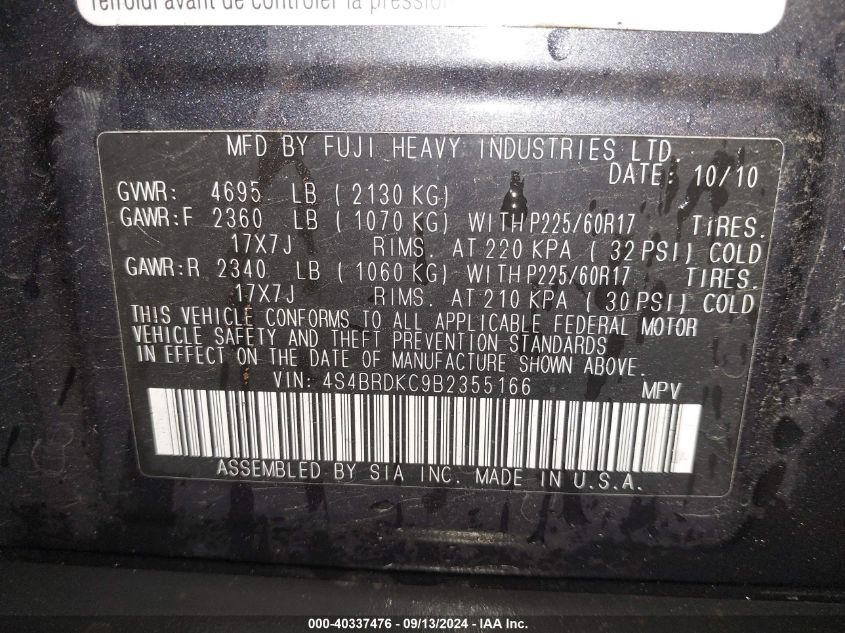 refroidi avant de contrôler la pression
MFD BY FUJI HEAVY INDUSTRIES LTD.
DATE: 10/10
GVWR: 4695 LB ( 2130 KG)
GAWR:F 2360 LB ( 1070 KG) WITH P225/60R17 TIRES.
17X7J RIMS. AT 220 KPA ( 32 PSI) COLD
GAWR:R 2340 LB ( 1060 KG) WITH P225/60R17 TIRES.
17X7J RIMS. AT 210 KPA ( 30 PSI) COLD
THIS VEHICLE CONFORMS TO ALL APPLICABLE FEDERAL MOTOR
VEHICLE SAFETY AND THEFT PREVENTION STANDARDS
IN EFFECT ON THE DATE OF MANUFACTURE SHOWN ABOVE.
VIN: 4S4BRDKC9B2355166 MPV
ASSEMBLED BY SIA INC. MADE IN U.S.A.
000-40337476 - 09/13/2024 - IAA Inc.